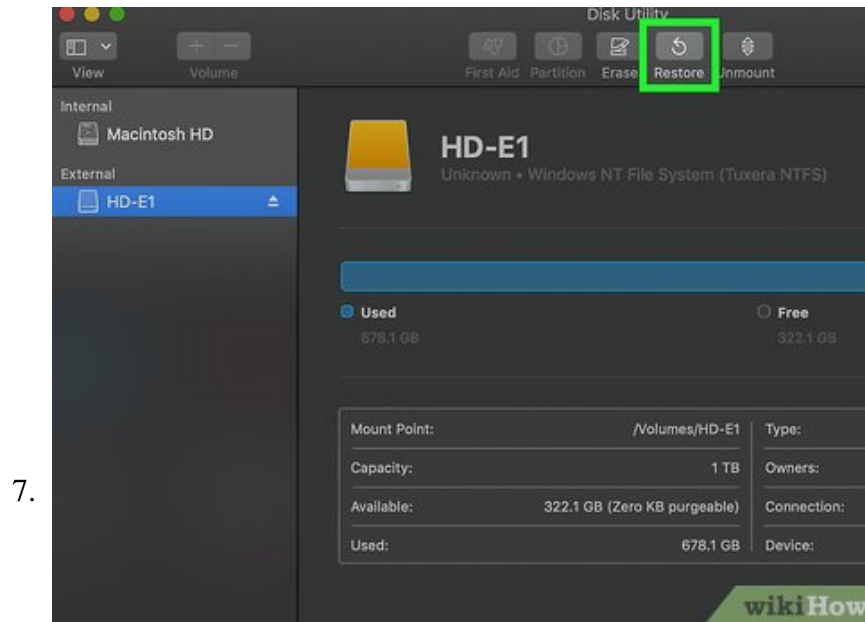 Disk Utility
View
Volume
First Aid Partition Erase Restore Unmount
Internal
Macintosh HD
External
HD-E1
HD-E1
Unknown • Windows NT File System (Tuxera NTFS)
Used
678.1 GB
Free
322.1 GB
Mount Point: /Volumes/HD-E1 Type:
Capacity: 1 TB Owners:
Available: 322.1 GB (Zero KB purgeable) Connection:
Used: 678.1 GB Device:
7.
wikiHow